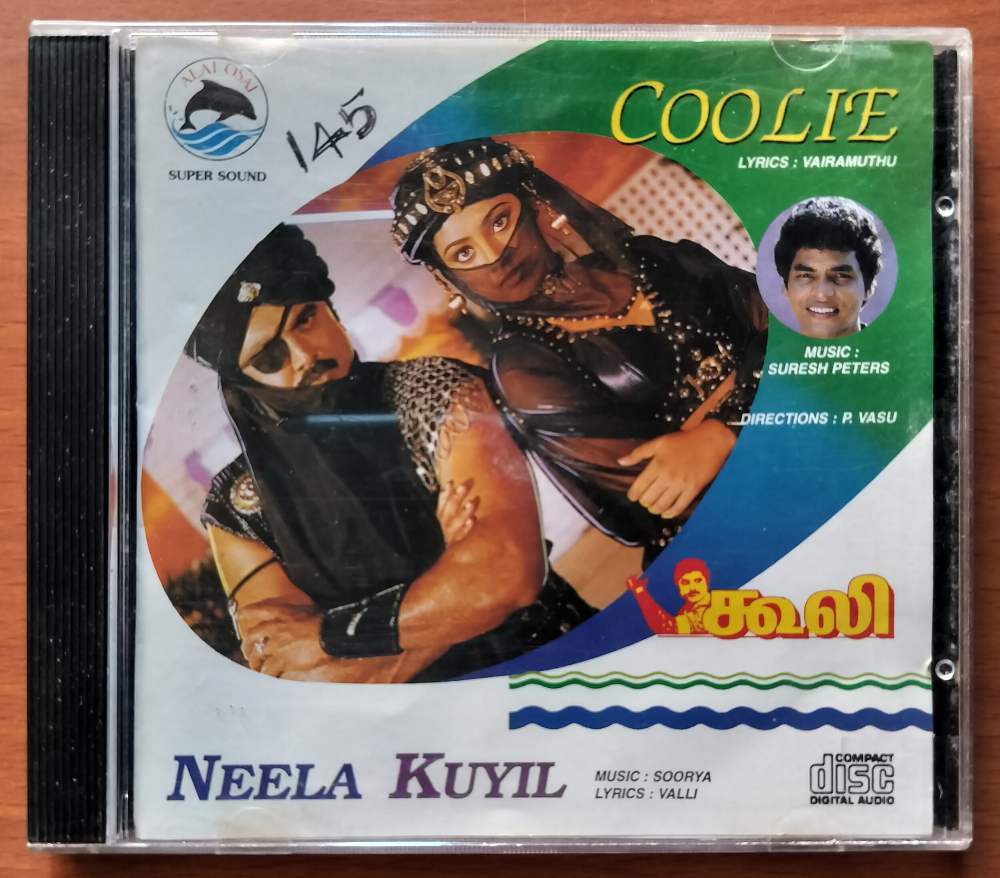 ALAI OSAI
SUPER SOUND
145
COOLIE
LYRICS : VAIRAMUTHU
MUSIC :
SURESH PETERS
DIRECTIONS : P. VASU
கூலி
NEELA KUYIL
MUSIC : SOORYA
LYRICS : VALLI
COMPACT
disc
DIGITAL AUDIO